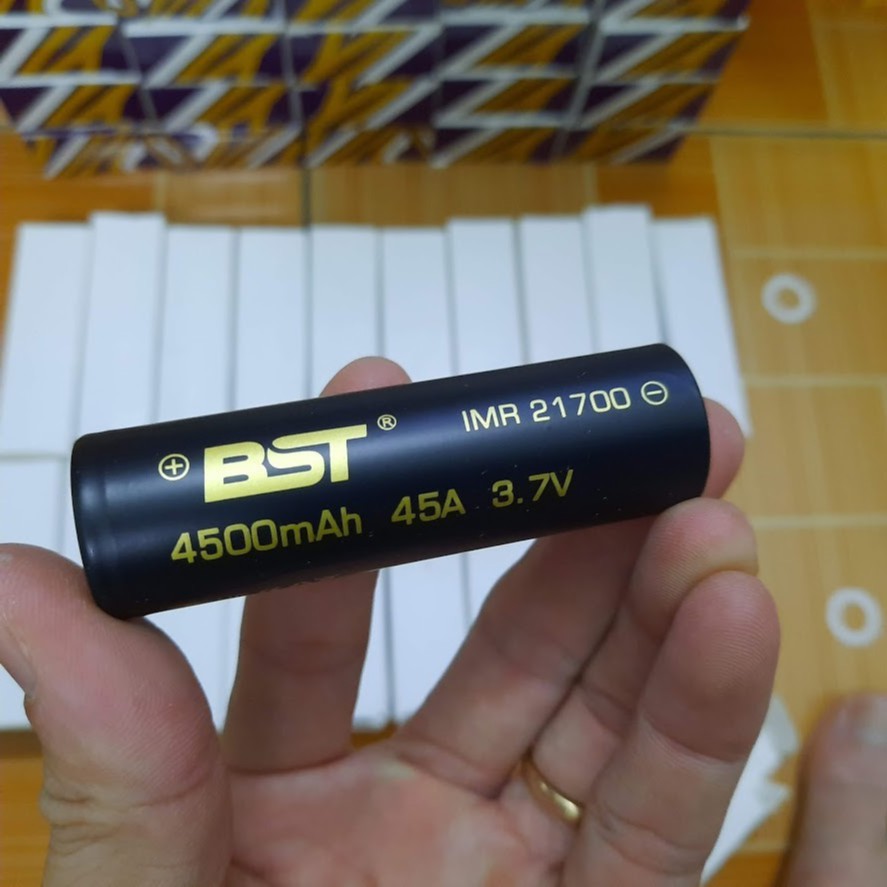 IMR 21700 ⊖
⊕ BST ®
4500mAh 45A 3.7V